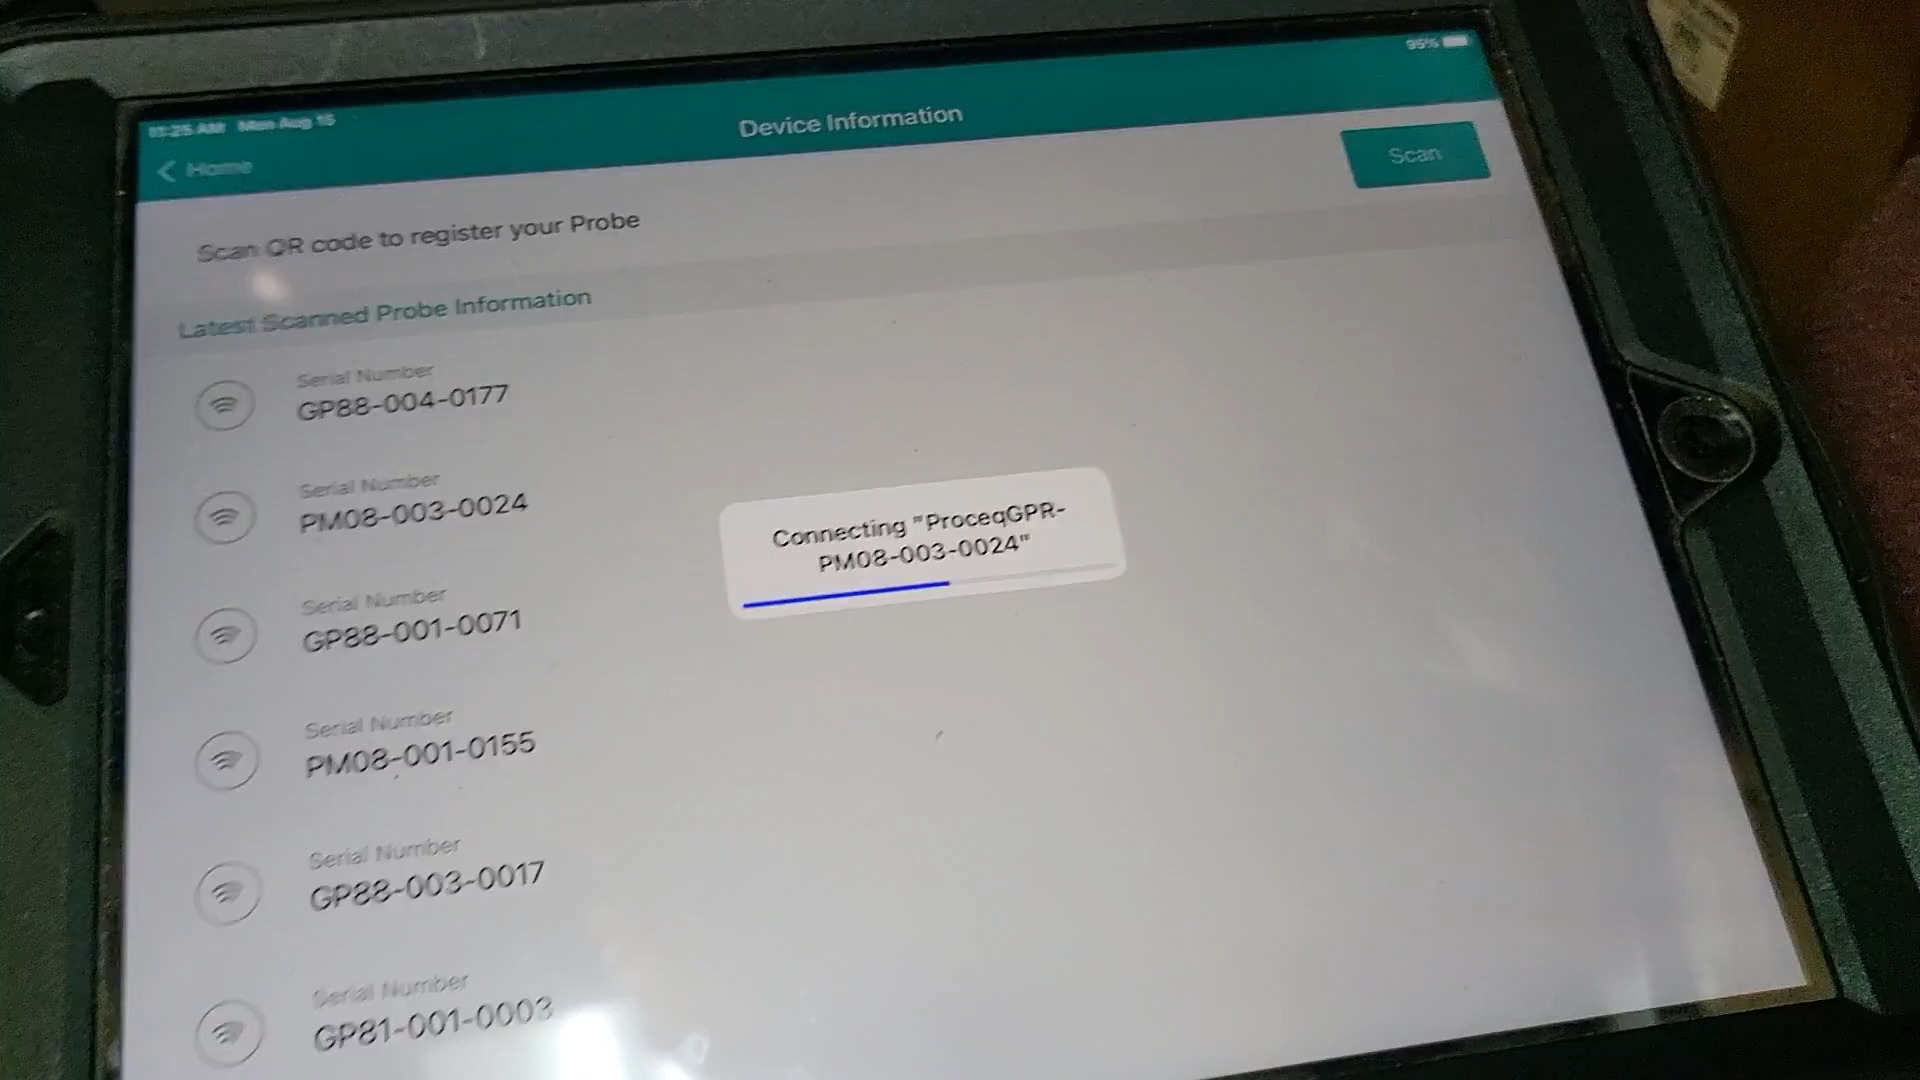 11:25 AM Mon Aug 15
95%
Home
Device Information
Scan
Scan QR code to register your Probe
Latest Scanned Probe Information
Serial Number
GP88-004-0177
Serial Number
PM08-003-0024
Serial Number
GP88-001-0071
Serial Number
PM08-001-0155
Serial Number
GP88-003-0017
Serial Number
GP81-001-0003
Connecting "ProceqGPR-
PM08-003-0024"